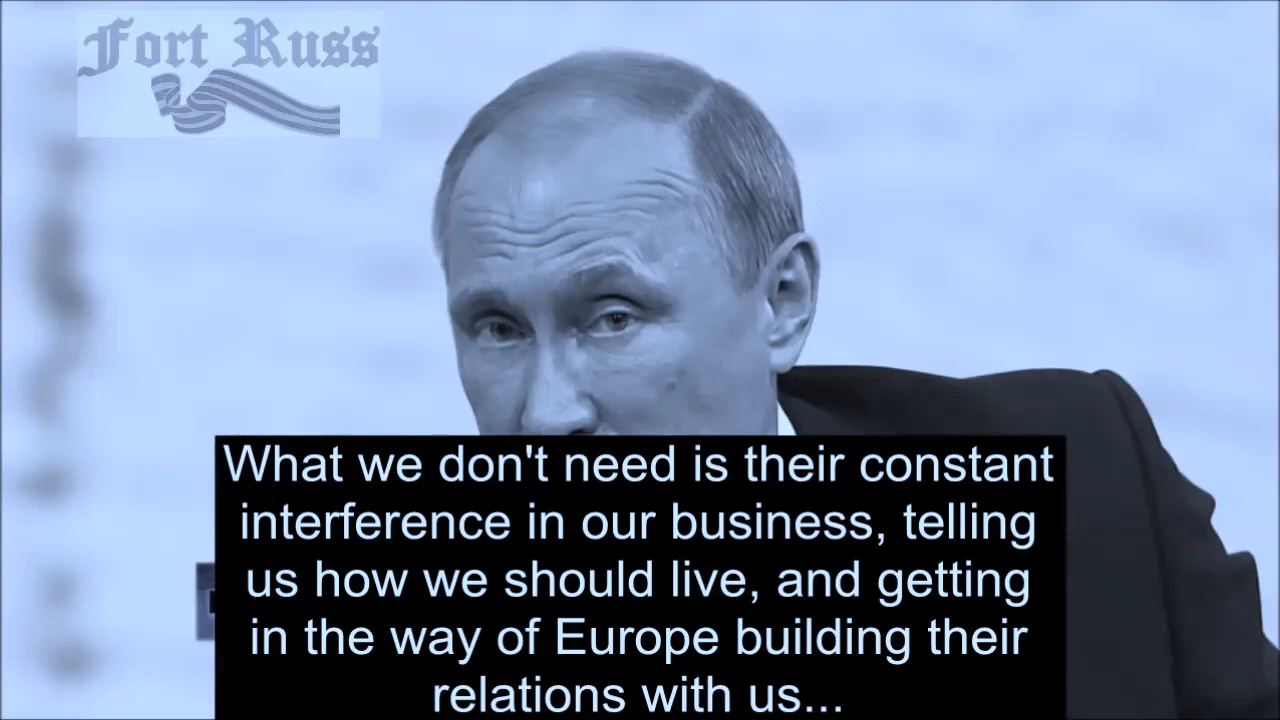 Fort Russ
What we don't need is their constant
interference in our business, telling
us how we should live, and getting
in the way of Europe building their
relations with us...